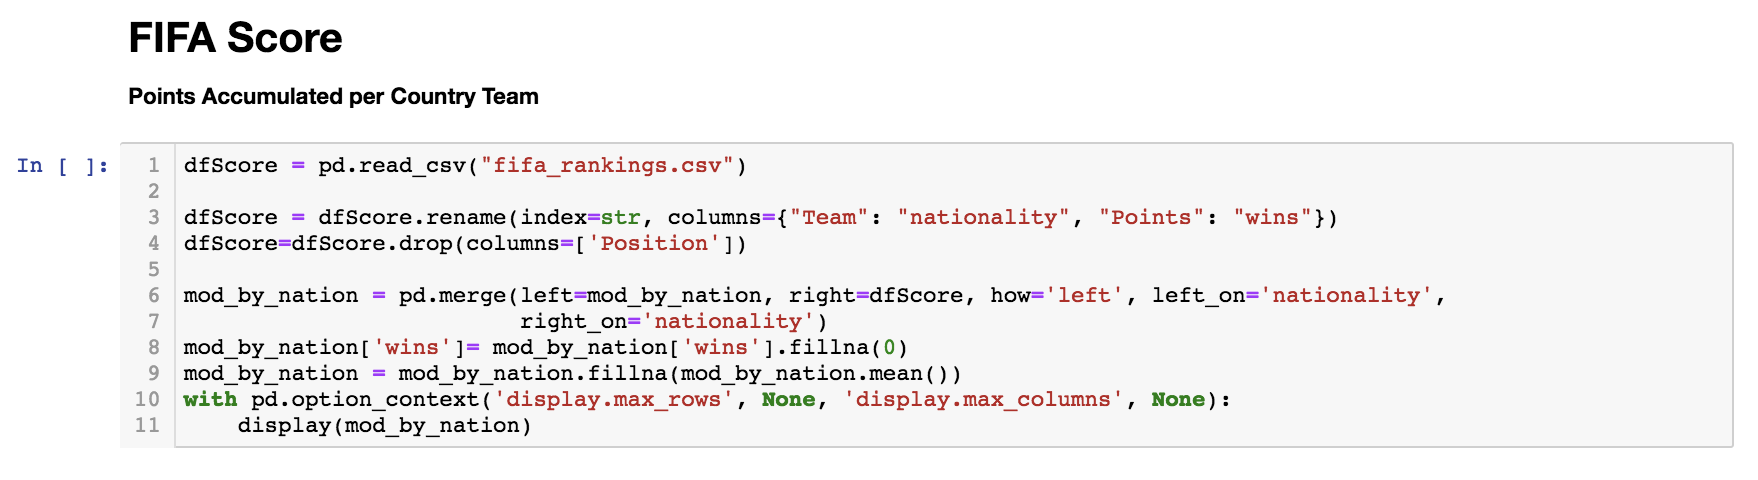 FIFA Score
Points Accumulated per Country Team
In [ ]:
1 dfScore = pd.read_csv("fifa_rankings.csv")
2
3 dfScore = dfScore.rename(index=str, columns={"Team": "nationality", "Points": "wins"})
4 dfScore=dfScore.drop(columns=['Position'])
5
6 mod_by_nation = pd.merge(left=mod_by_nation, right=dfScore, how='left', left_on='nationality',
7                          right_on='nationality')
8 mod_by_nation['wins']= mod_by_nation['wins'].fillna(0)
9 mod_by_nation = mod_by_nation.fillna(mod_by_nation.mean())
10 with pd.option_context('display.max_rows', None, 'display.max_columns', None):
11     display(mod_by_nation)